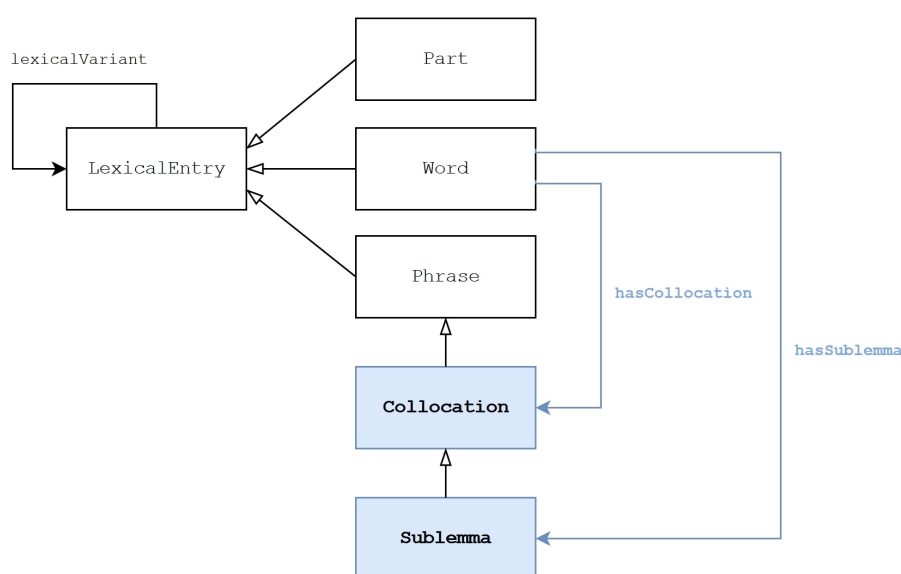 Part
lexicalVariant
LexicalEntry
Word
Phrase
hasCollocation
hasSublemma
Collocation
Sublemma